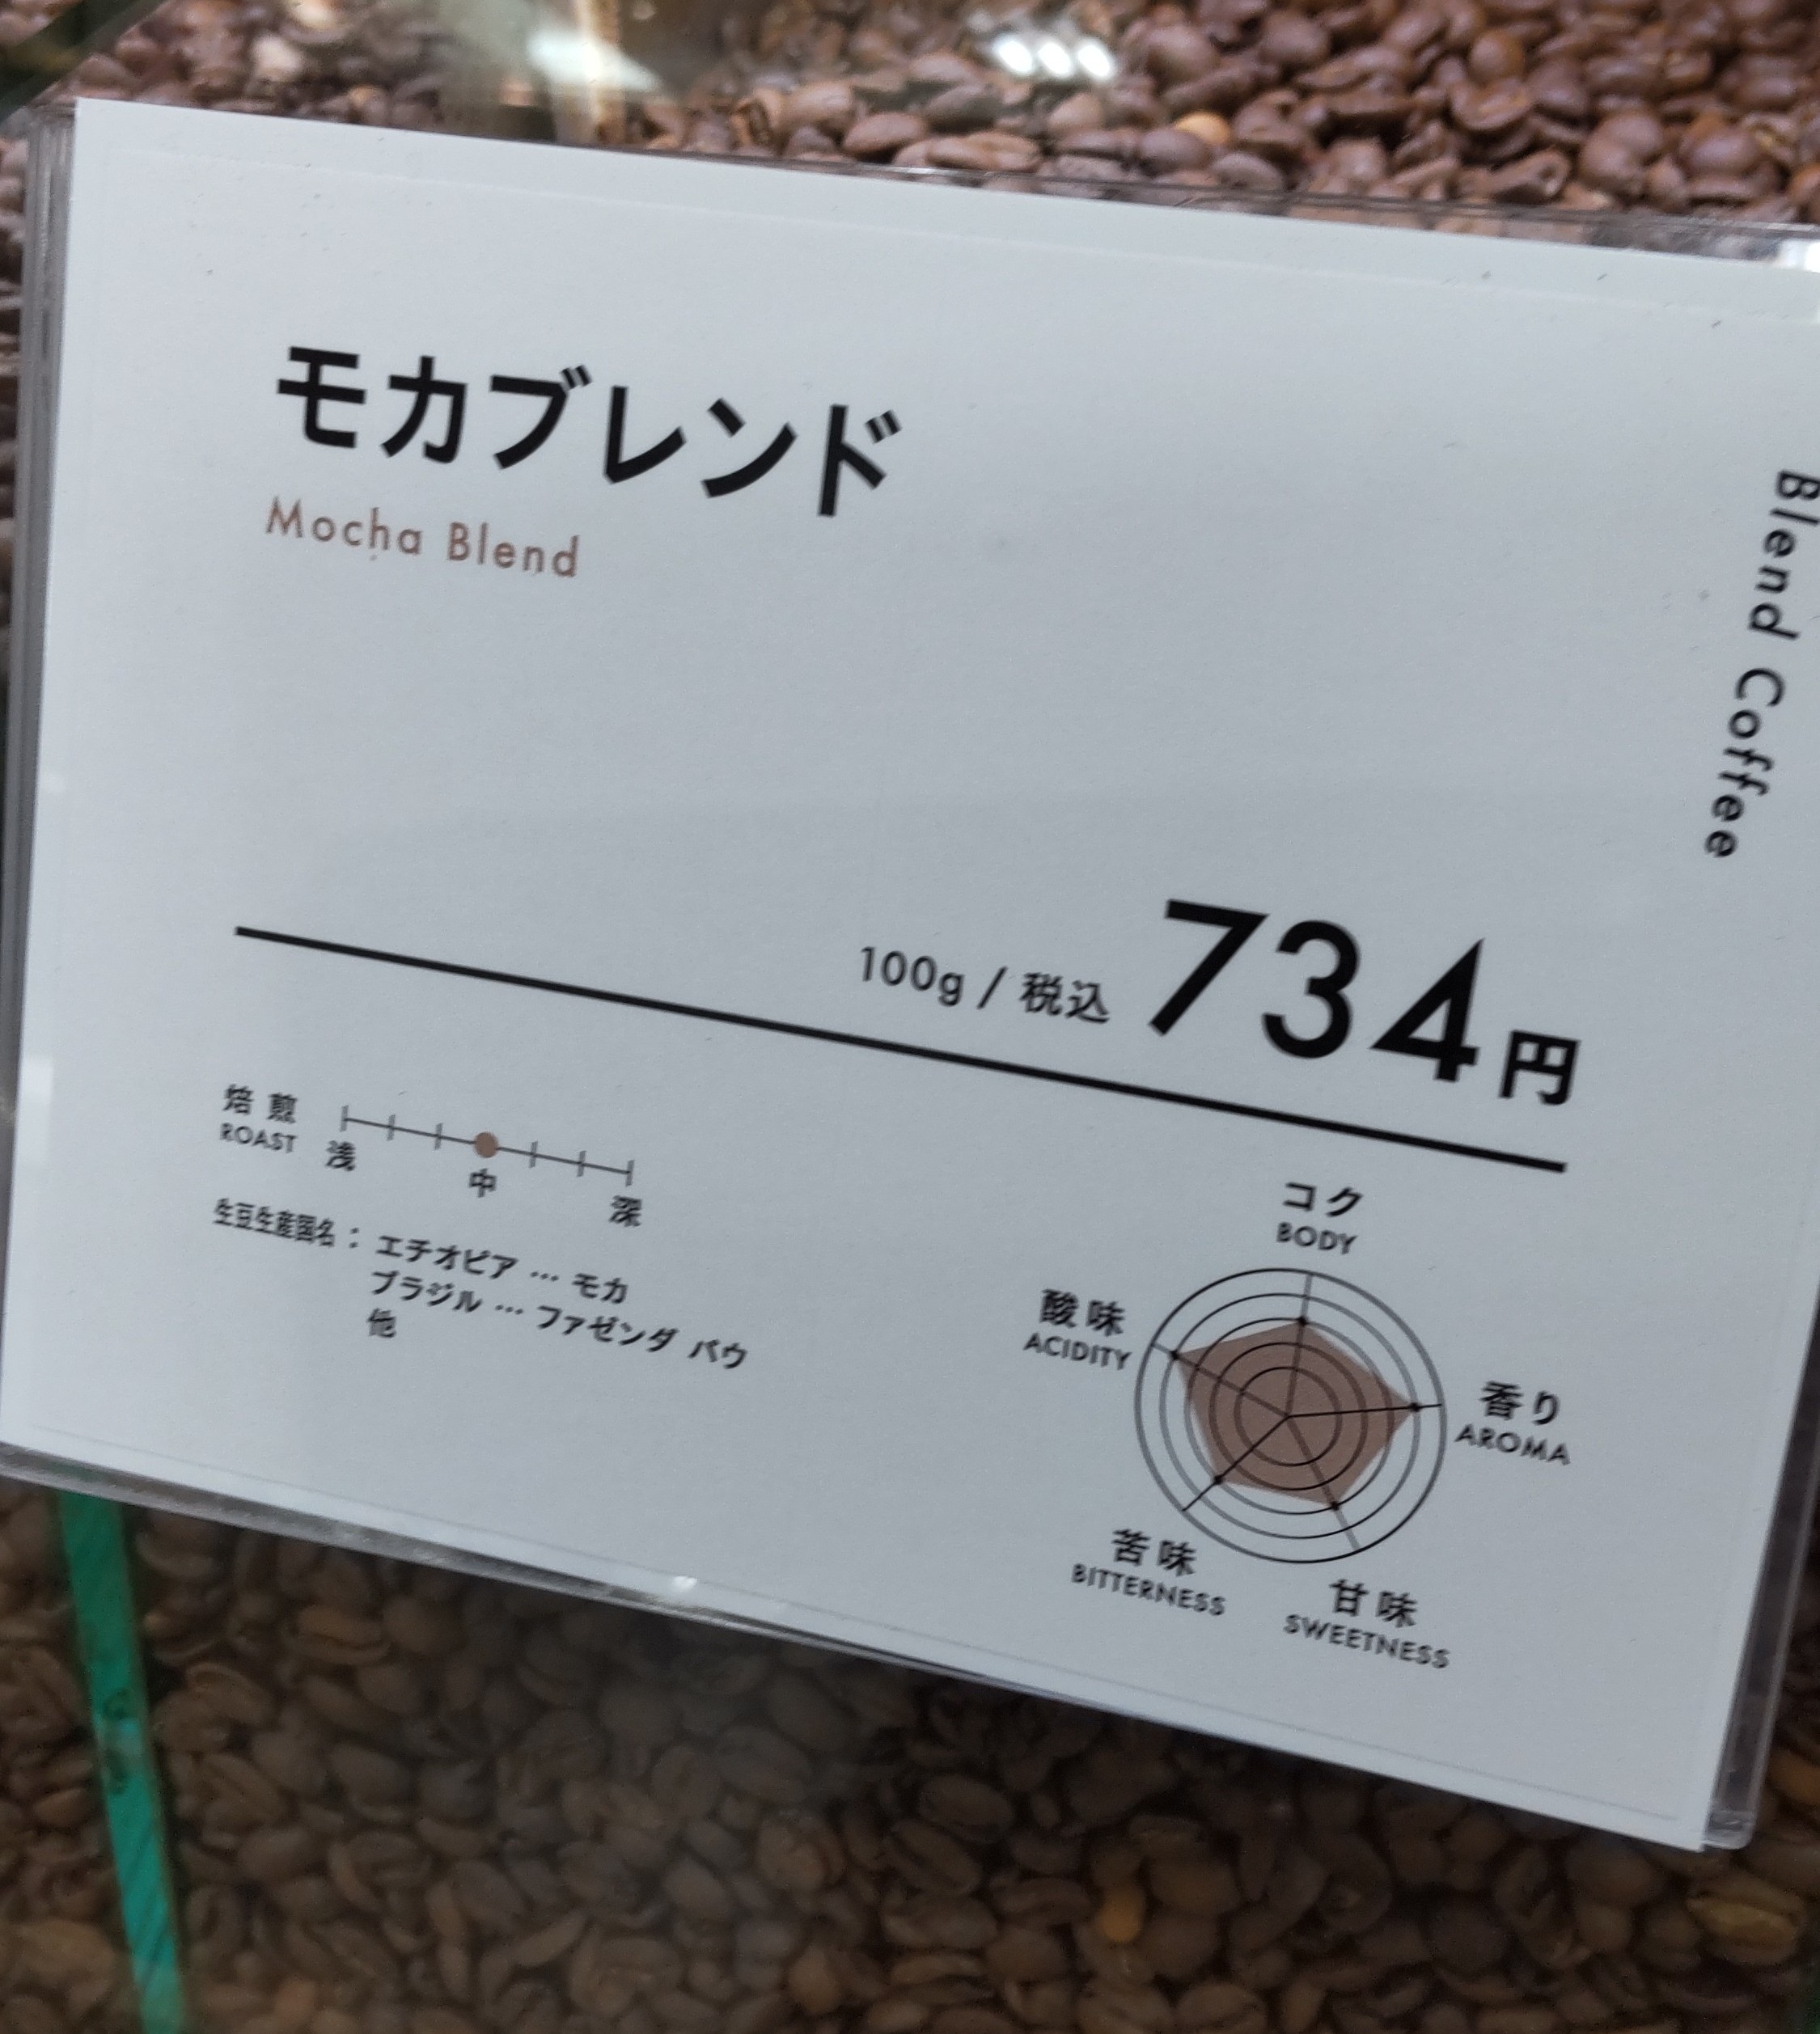 モカブレンド
Mocha Blend
Blend Coffee
100g / 税込 734円
焙煎
ROAST
浅
中
深
生豆生産国名： エチオピア … モカ
ブラジル … ファゼンダ バウ
他
コク
BODY
酸味
ACIDITY
香り
AROMA
苦味
BITTERNESS
甘味
SWEETNESS